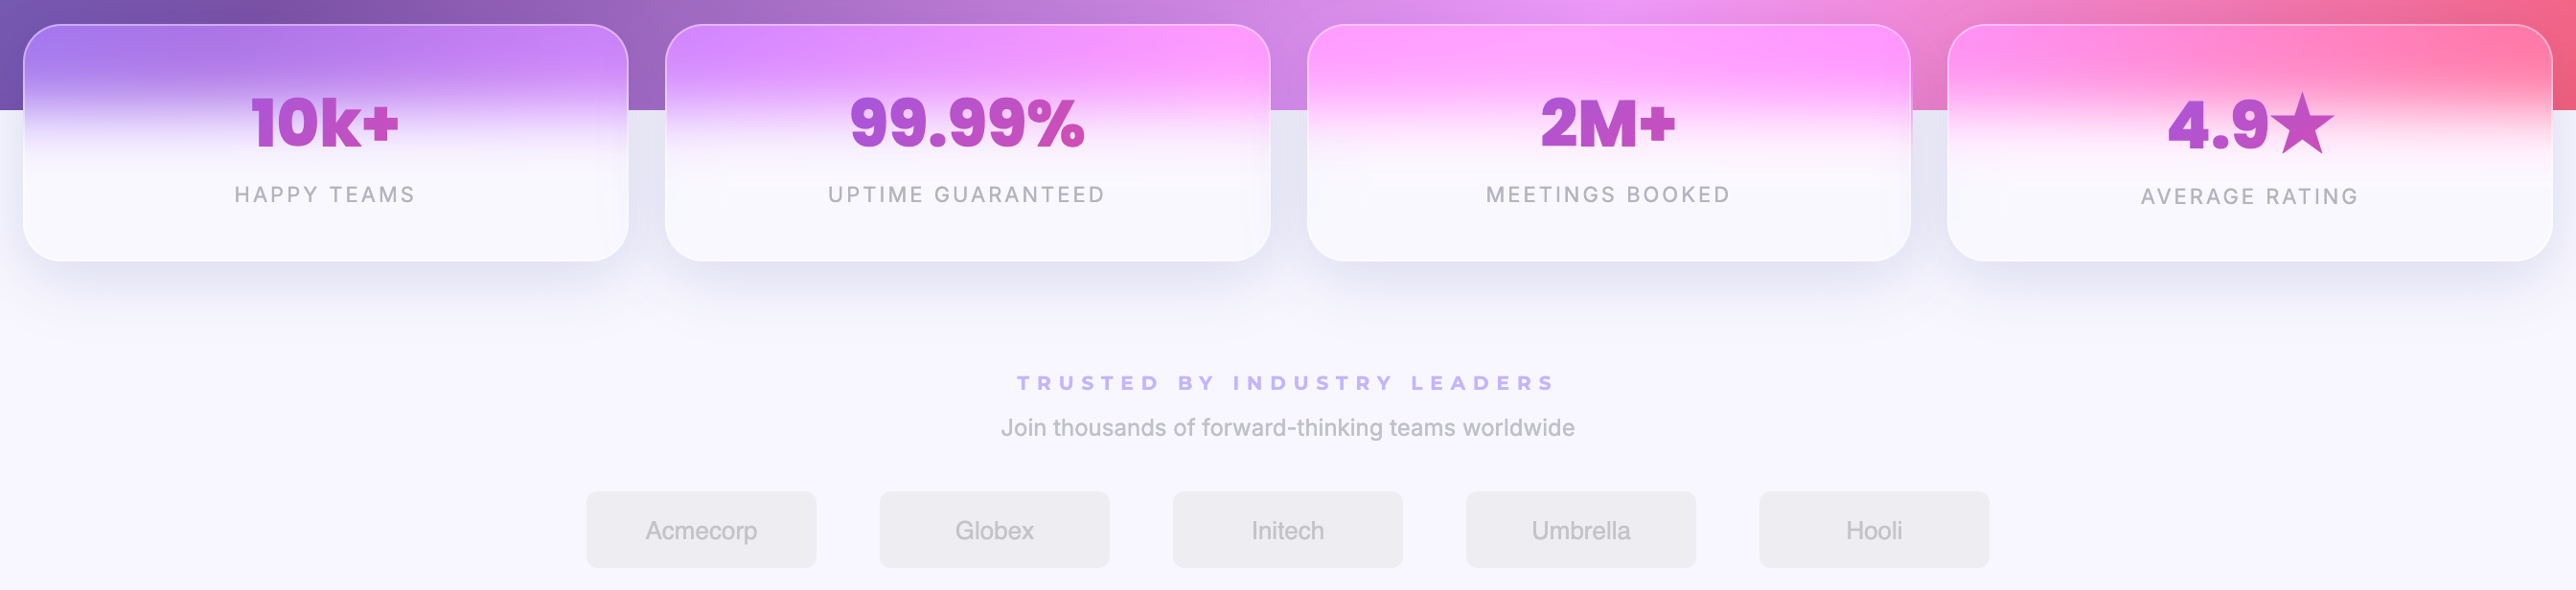 10k+
HAPPY TEAMS
99.99%
UPTIME GUARANTEED
2M+
MEETINGS BOOKED
4.9★
AVERAGE RATING
TRUSTED BY INDUSTRY LEADERS
Join thousands of forward-thinking teams worldwide
Acmecorp
Globex
Initech
Umbrella
Hooli